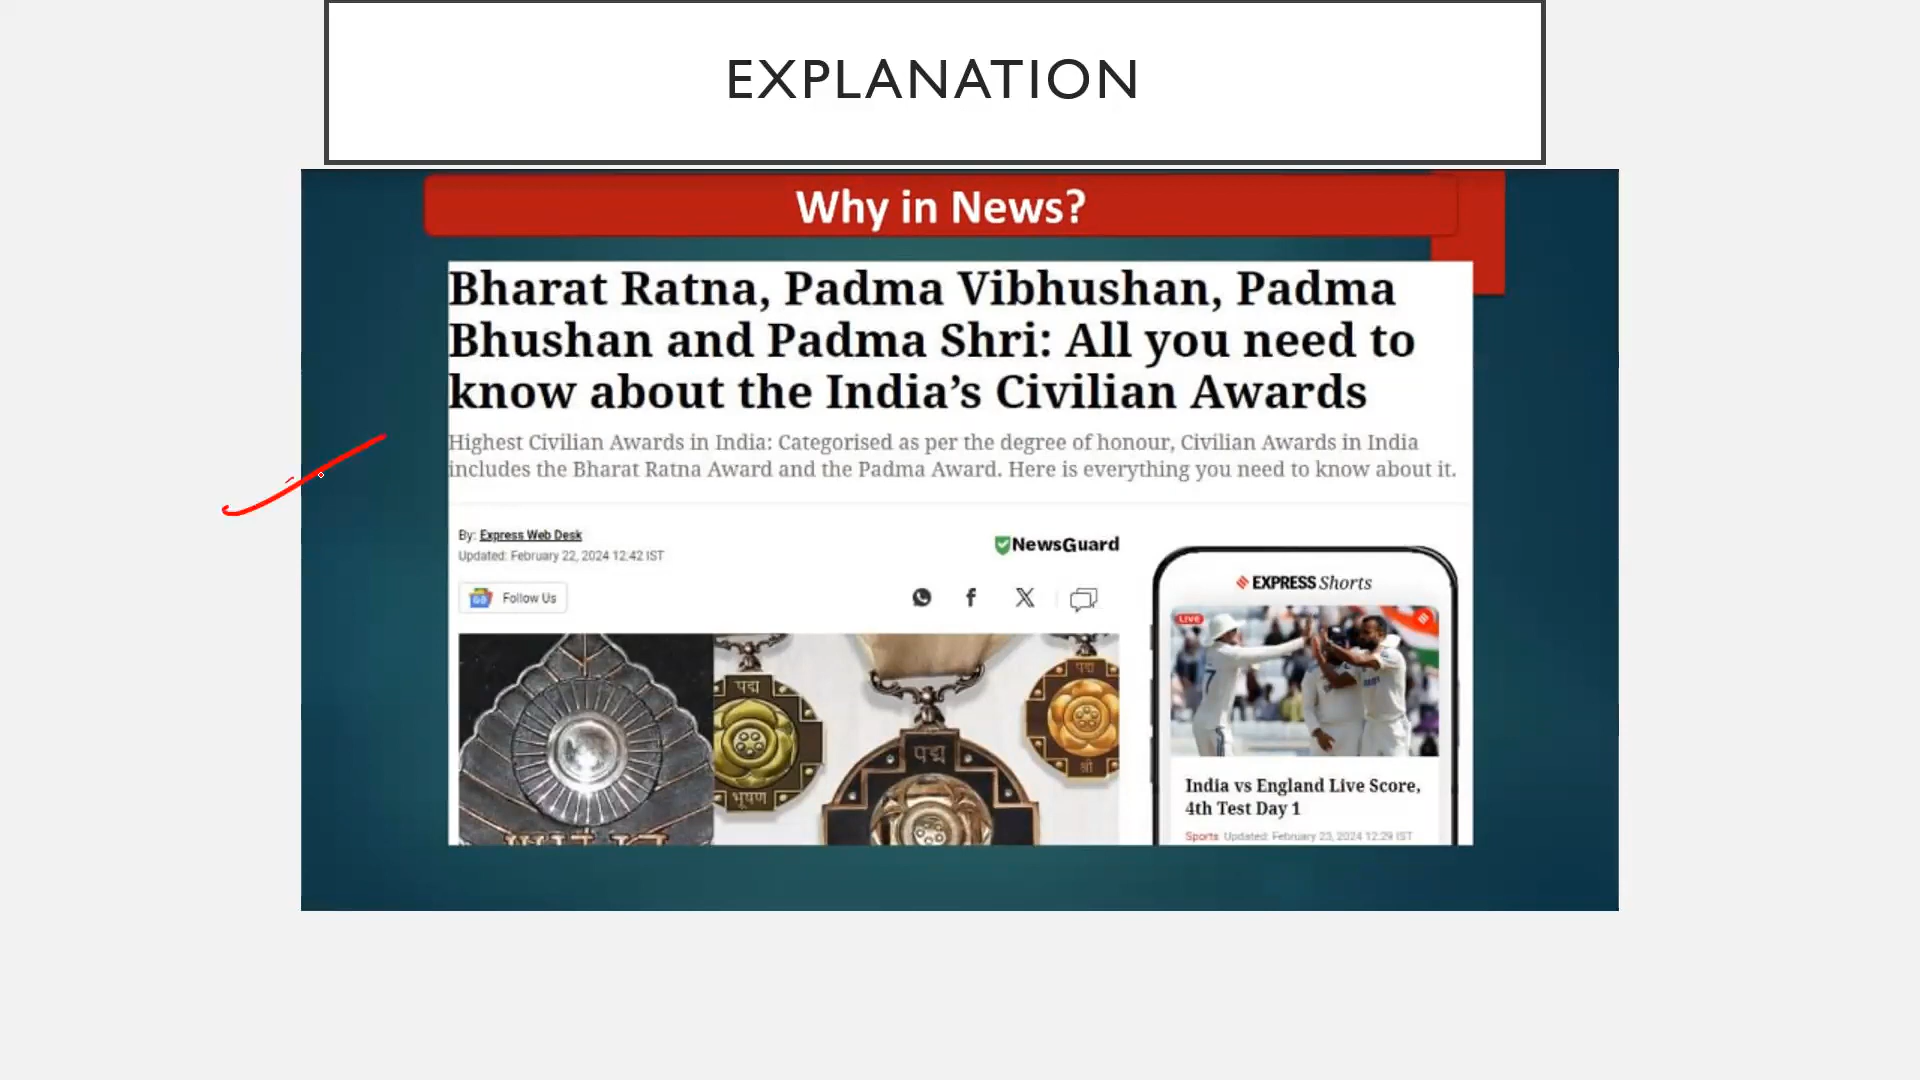 EXPLANATION
Why in News?
Bharat Ratna, Padma Vibhushan, Padma
Bhushan and Padma Shri: All you need to
know about the India’s Civilian Awards
Highest Civilian Awards in India: Categorised as per the degree of honour, Civilian Awards in India
includes the Bharat Ratna Award and the Padma Award. Here is everything you need to know about it.
By: Express Web Desk
Updated: February 22, 2024 12:42 IST
NewsGuard
Follow Us
EXPRESS Shorts
LIVE
पद्म
भूषण
पद्म
पद्म
श्री
7
India vs England Live Score,
4th Test Day 1
Sports Updated: February 23, 2024 12:29 IST